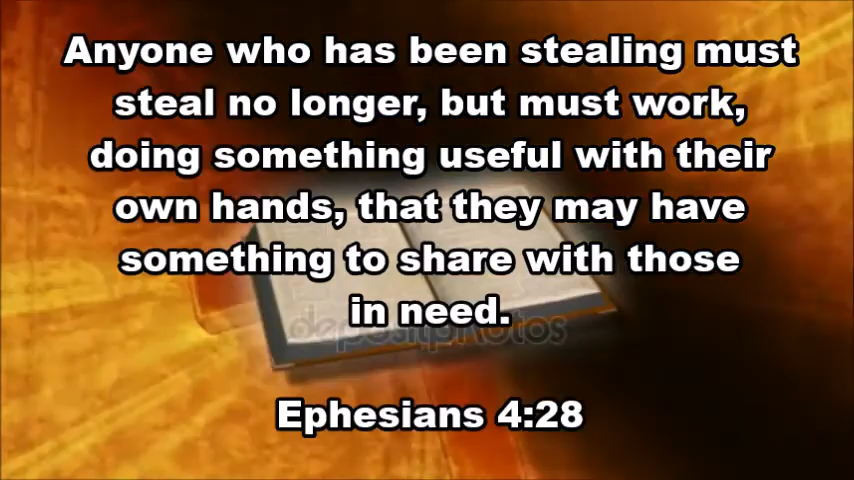 Anyone who has been stealing must
steal no longer, but must work,
doing something useful with their
own hands, that they may have
something to share with those
in need.
depositphotos
Ephesians 4:28